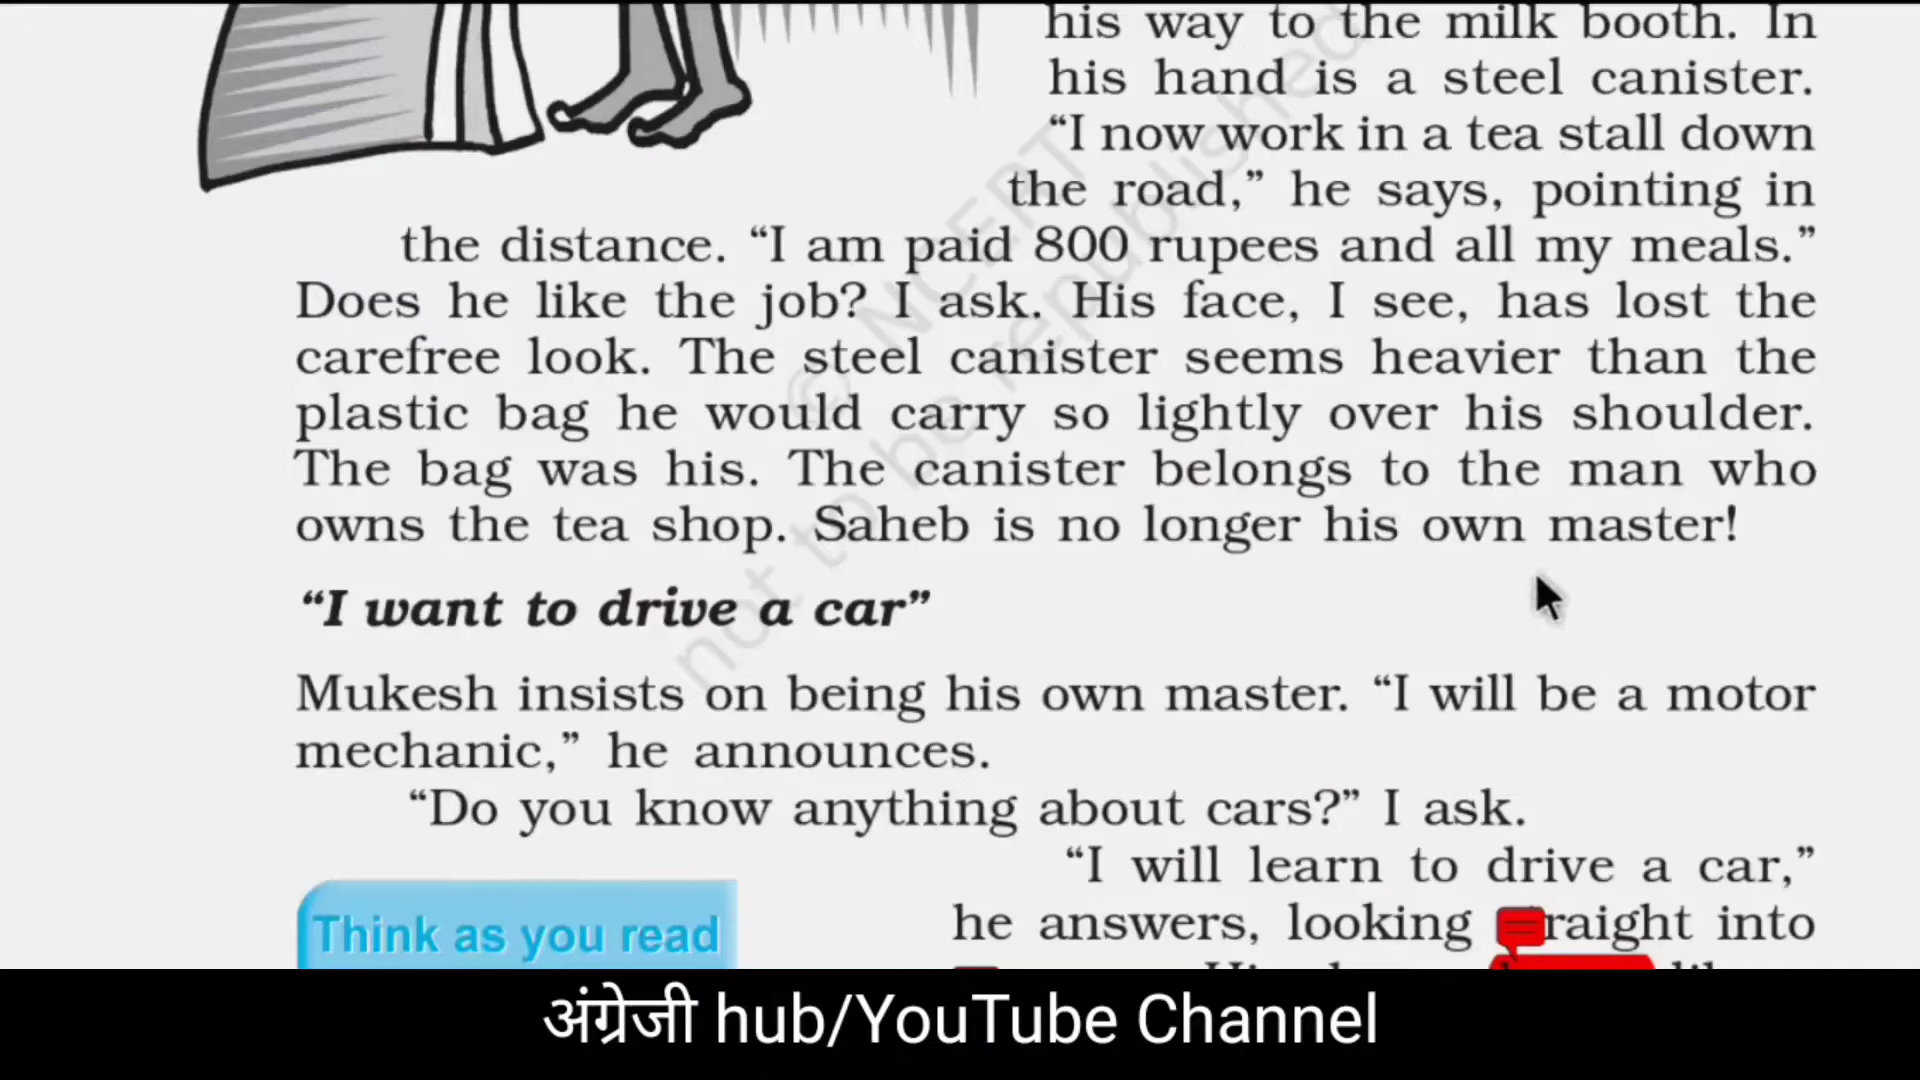 his way to the milk booth. In
his hand is a steel canister.
“I now work in a tea stall down
the road,” he says, pointing in
the distance. “I am paid 800 rupees and all my meals.”
Does he like the job? I ask. His face, I see, has lost the
carefree look. The steel canister seems heavier than the
plastic bag he would carry so lightly over his shoulder.
The bag was his. The canister belongs to the man who
owns the tea shop. Saheb is no longer his own master!
“I want to drive a car”
Mukesh insists on being his own master. “I will be a motor
mechanic,” he announces.
“Do you know anything about cars?” I ask.
“I will learn to drive a car,”
he answers, looking straight into
Think as you read
© NCERT
not to be republished
अंग्रेजी hub/YouTube Channel